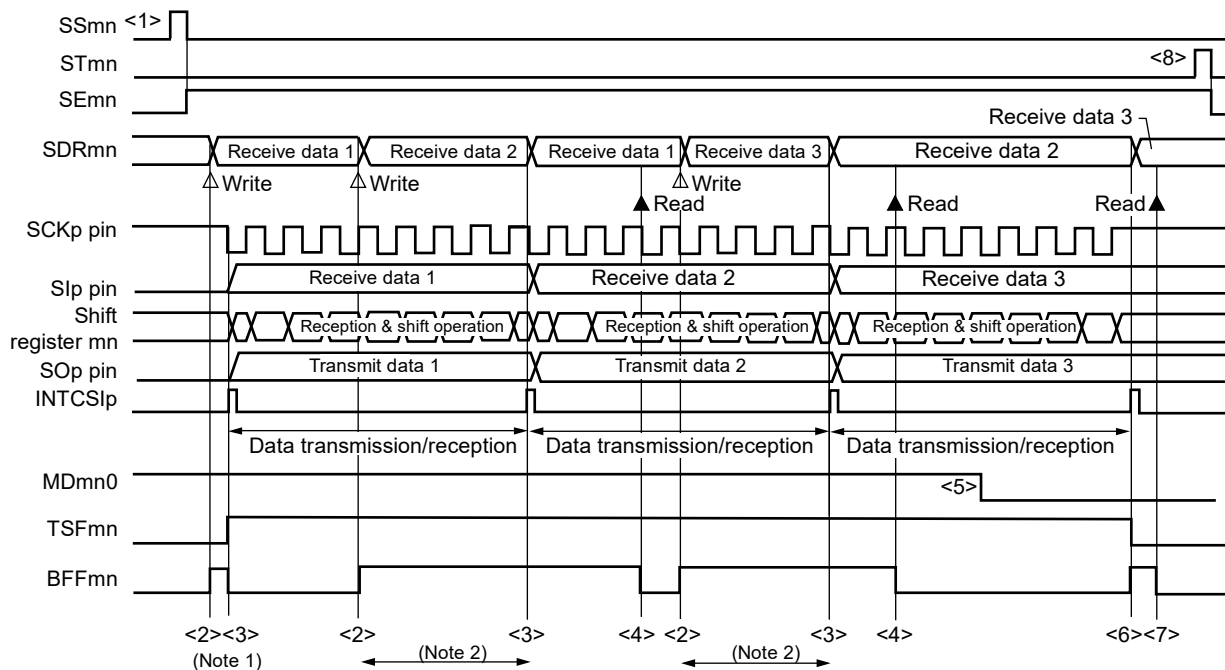 SSmn <1>
STmn <8>
SEmn
Receive data 3
SDRmn Receive data 1 Receive data 2 Receive data 1 Receive data 3 Receive data 2
Write Write Write
Read Read Read
SCKp pin
SIp pin Receive data 1 Receive data 2 Receive data 3
Shift
register mn Reception & shift operation Reception & shift operation Reception & shift operation
SOp pin Transmit data 1 Transmit data 2 Transmit data 3
INTCSIp
Data transmission/reception Data transmission/reception Data transmission/reception
MDmn0 <5>
TSFmn
BFFmn
<2><3> <2> <3> <4> <2> <3> <4> <6> <7>
(Note 1) (Note 2) (Note 2)